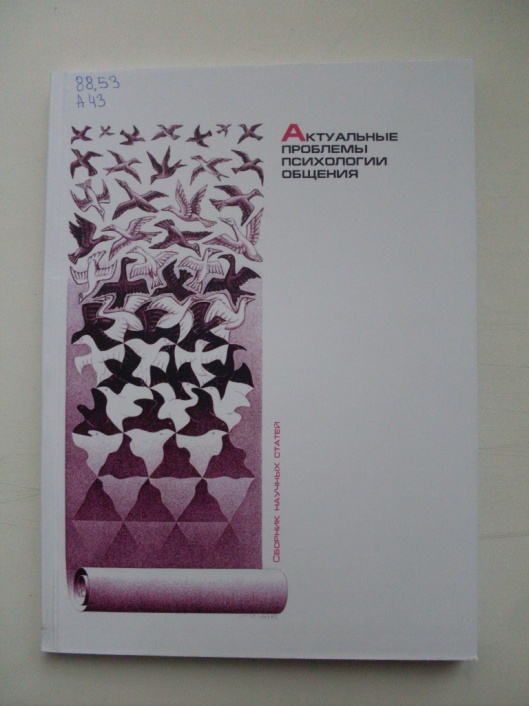 88,53
А43
Актуальные
проблемы
психологии
общения
Сборник научных статей